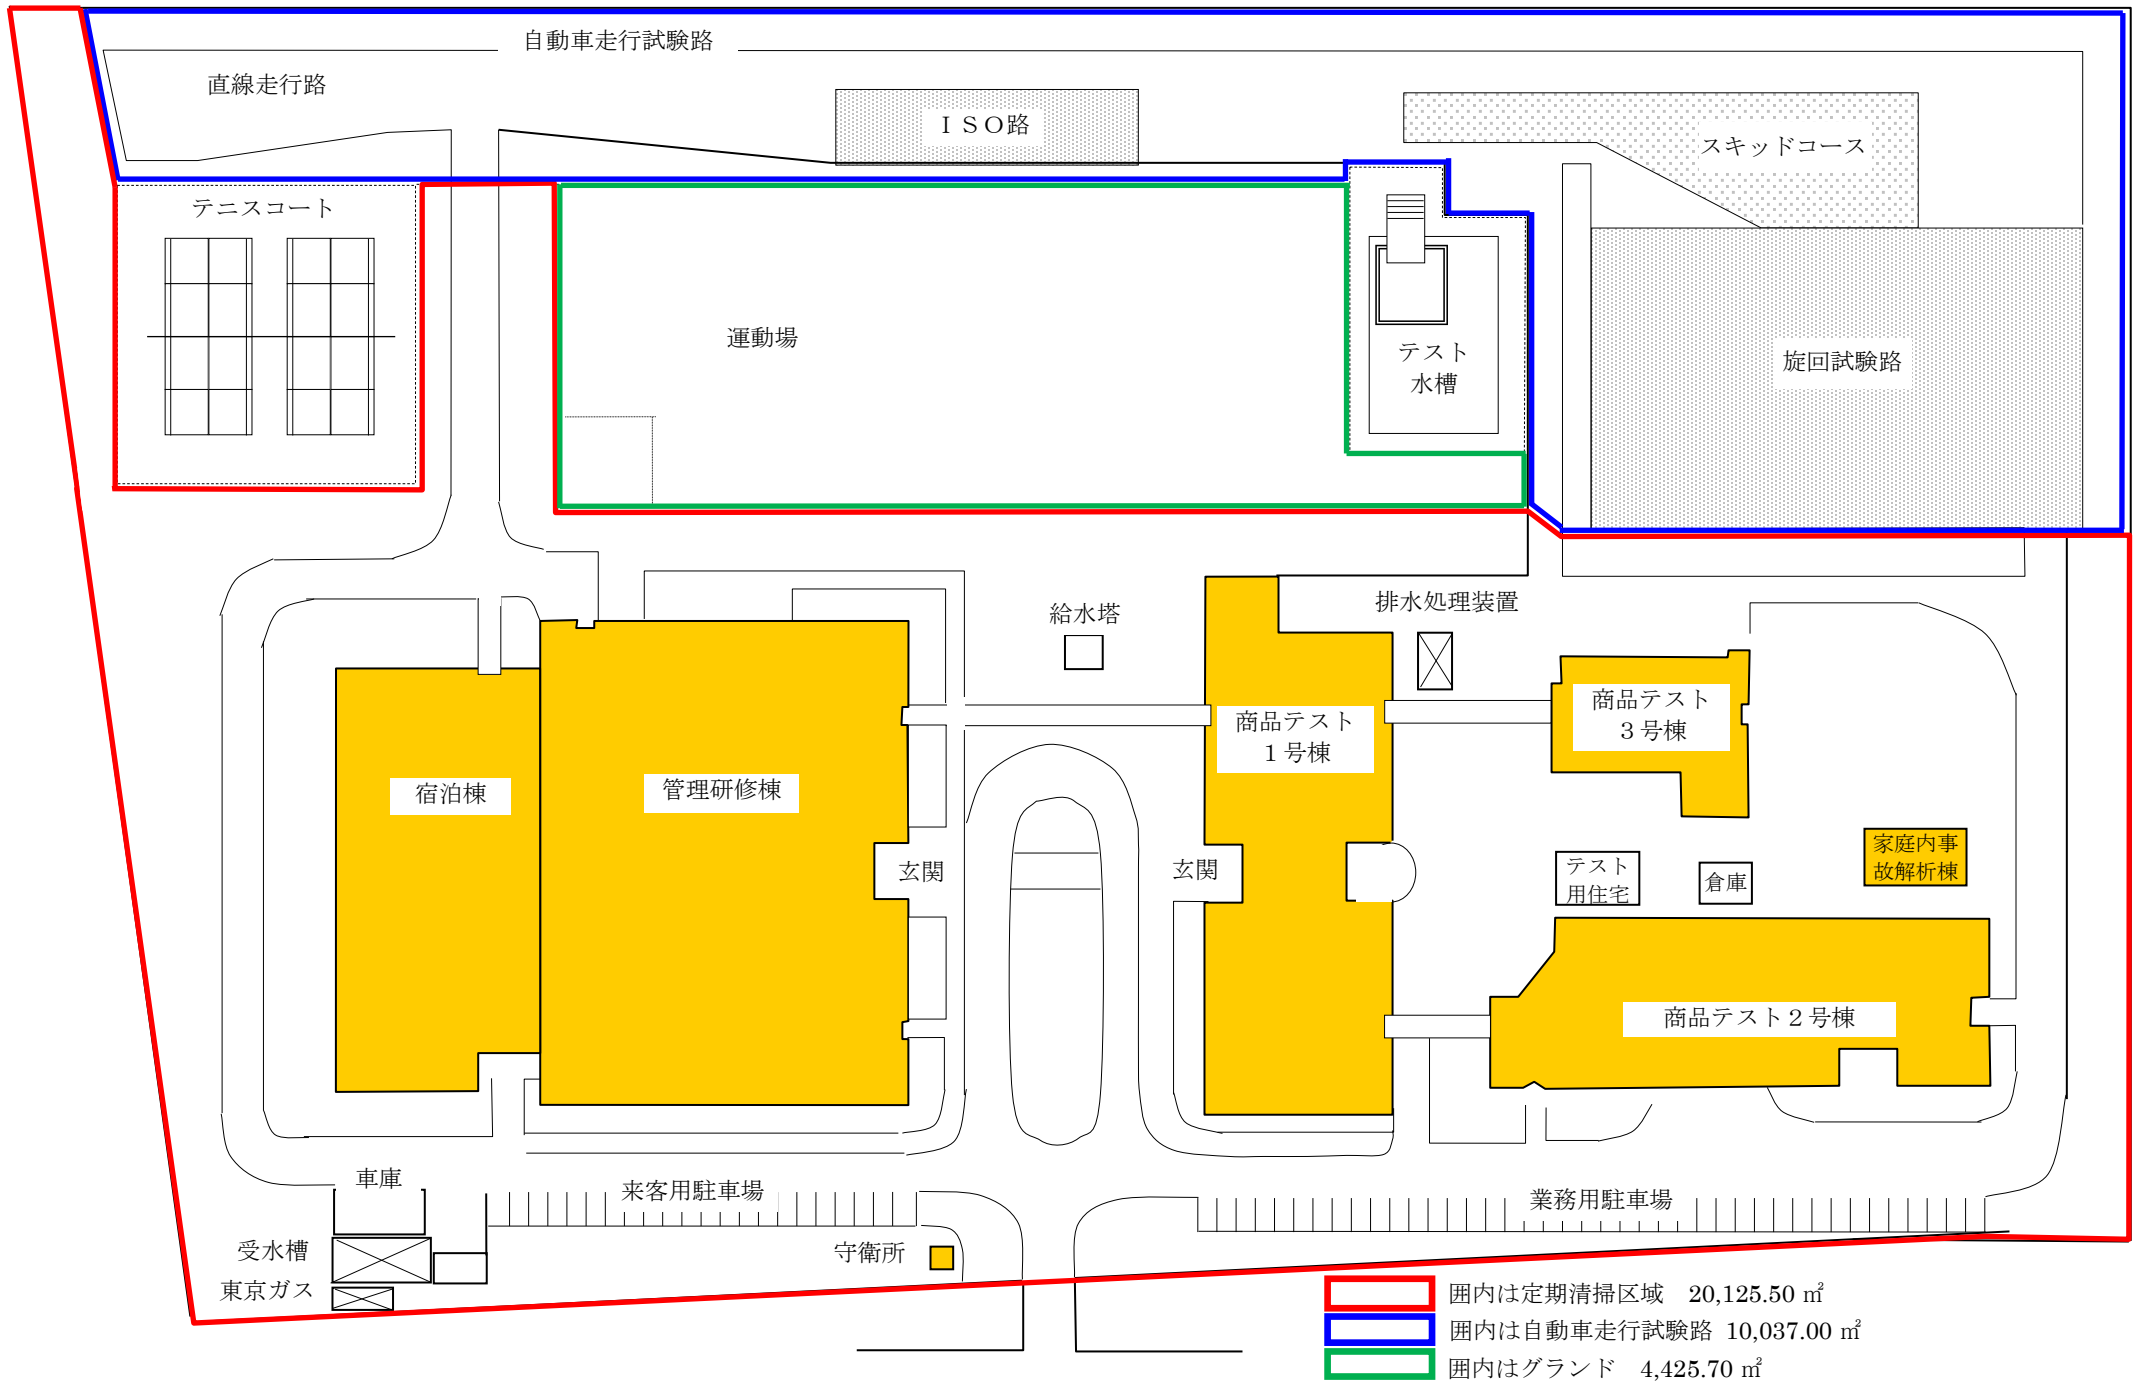 自動車走行試験路
直線走行路
ＩＳＯ路
スキッドコース
テニスコート
運動場
テスト
水槽
旋回試験路
給水塔
排水処理装置
商品テスト
１号棟
商品テスト
３号棟
宿泊棟
管理研修棟
玄関
玄関
テスト
用住宅
倉庫
家庭内事
故解析棟
商品テスト２号棟
車庫
来客用駐車場
業務用駐車場
受水槽
守衛所
東京ガス
囲内は定期清掃区域　20,125.50 ㎡
囲内は自動車走行試験路 10,037.00 ㎡
囲内はグランド　4,425.70 ㎡